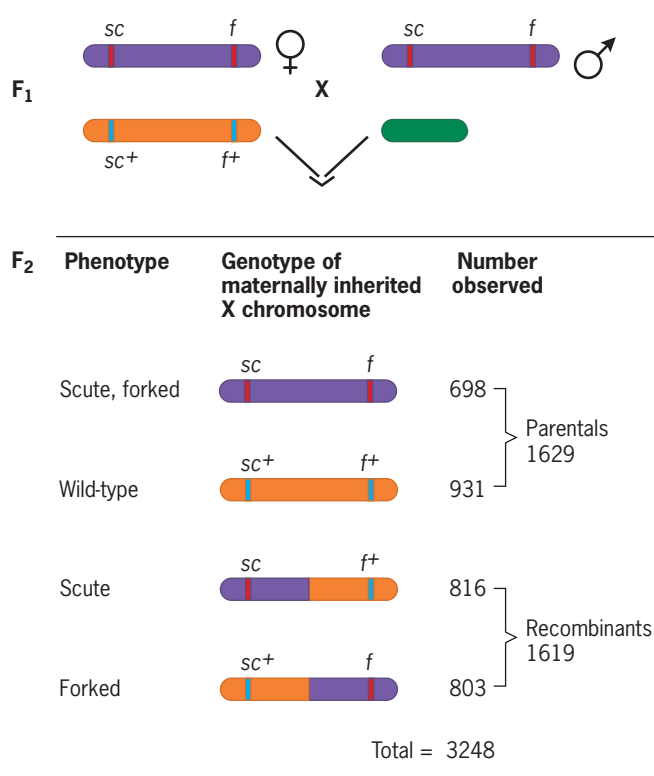 sc f sc f
F1 X
sc+ f+
F2 Phenotype Genotype of Number
maternally inherited observed
X chromosome
sc f
Scute, forked 698
Parentals
1629
sc+ f+
Wild-type 931
sc f+
Scute 816
Recombinants
1619
sc+ f
Forked 803
Total = 3248